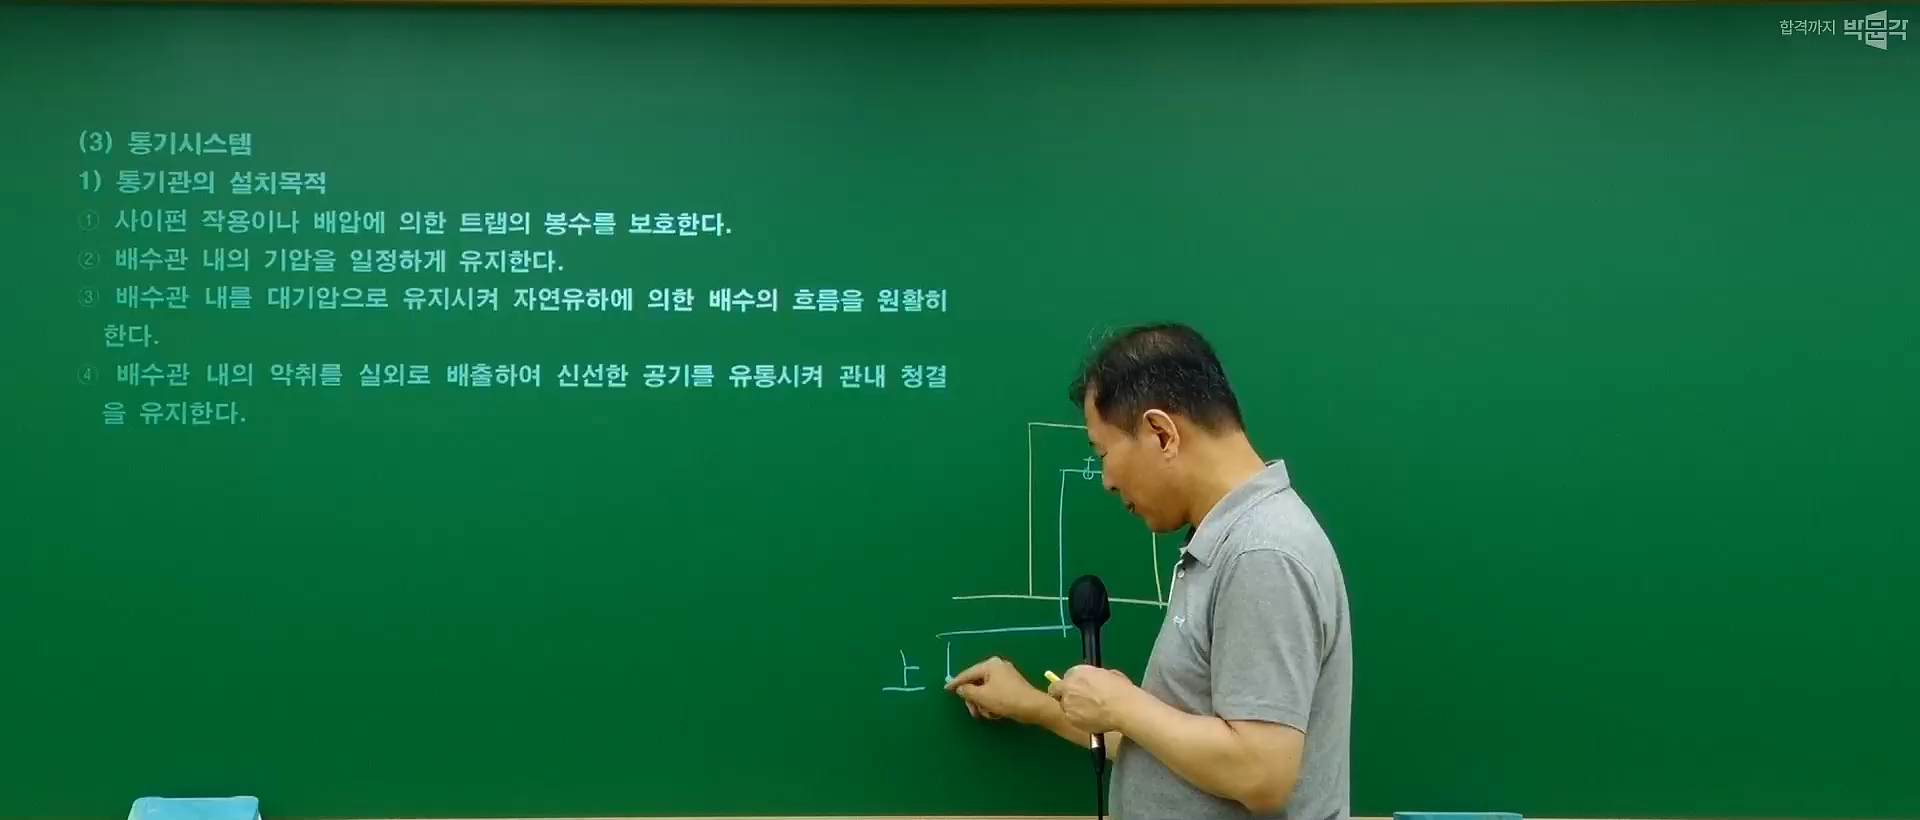 합격까지 박문각
(3) 통기시스템
1) 통기관의 설치목적
① 사이펀 작용이나 배압에 의한 트랩의 봉수를 보호한다.
② 배수관 내의 기압을 일정하게 유지한다.
③ 배수관 내를 대기압으로 유지시켜 자연유하에 의한 배수의 흐름을 원활히
한다.
④ 배수관 내의 악취를 실외로 배출하여 신선한 공기를 유통시켜 관내 청결
을 유지한다.